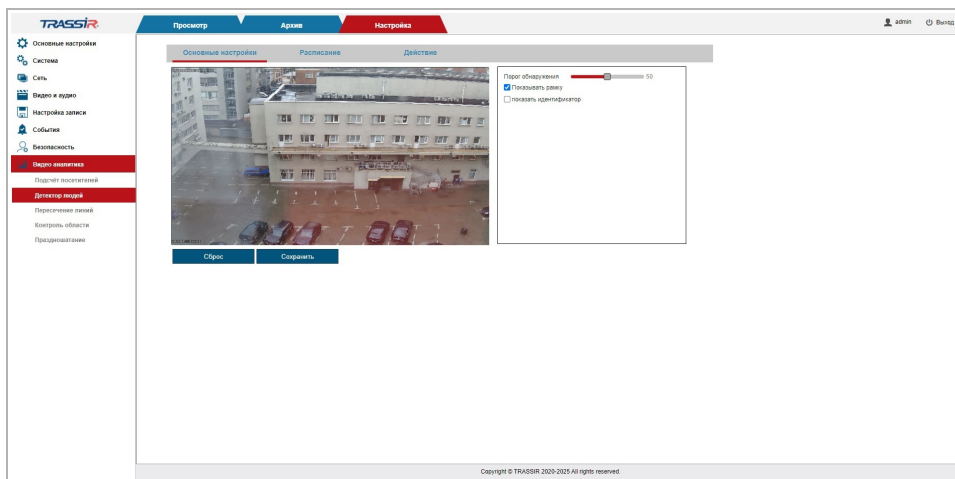 TRASSIR
Просмотр
Архив
Настройка
admin
Выход
Основные настройки
Система
Сеть
Видео и аудио
Настройка записи
События
Безопасность
Видео аналитика
Подсчёт посетителей
Детектор людей
Пересечение линий
Контроль области
Праздношатание
Основные настройки
Расписание
Действие
Порог обнаружения
50
Показывать рамку
показать идентификатор
Сброс
Сохранить
Copyright © TRASSIR 2020-2025 All rights reserved.